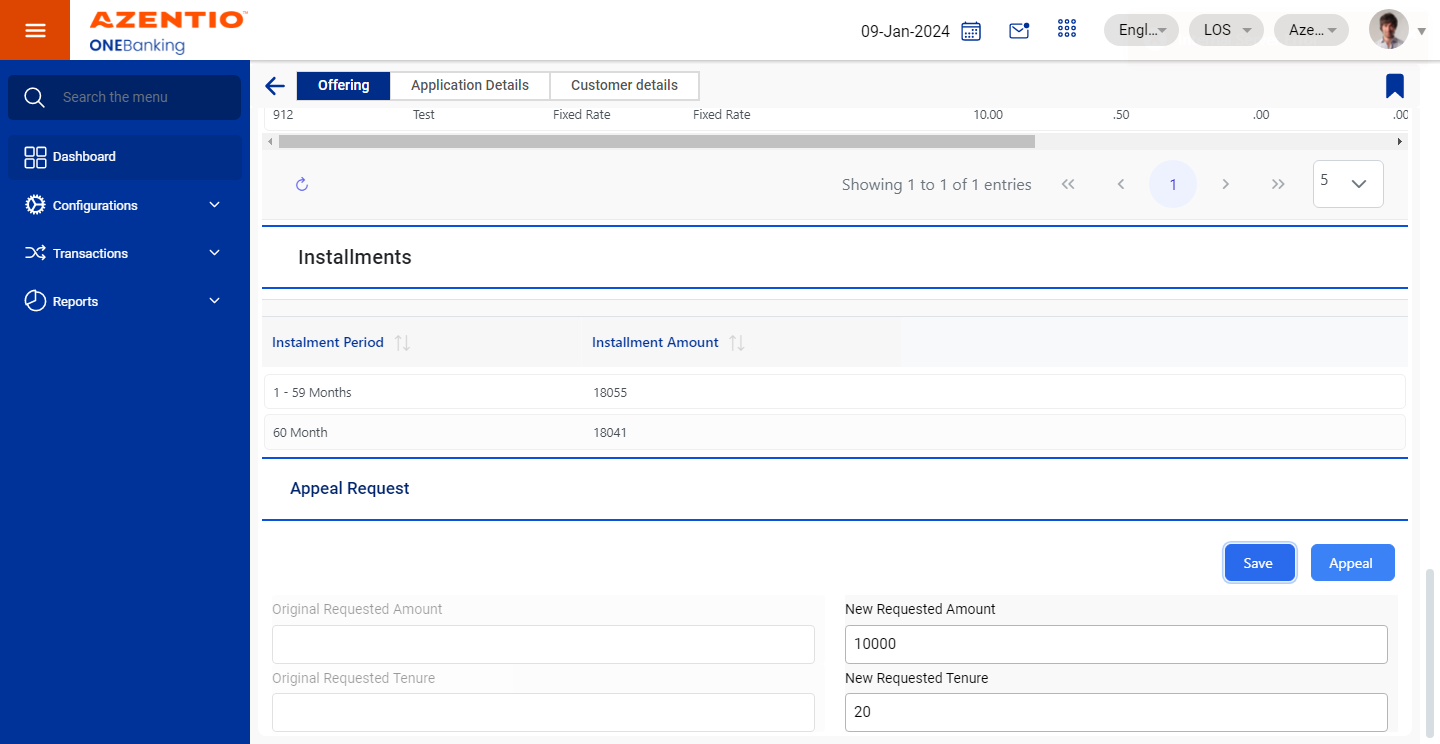 AZENTIO™
ONEBanking
09-Jan-2024
Engl...
LOS
Aze...
Search the menu
Dashboard
Configurations
Transactions
Reports
Offering
Application Details
Customer details
912 Test Fixed Rate Fixed Rate 10.00 .50 .00 .00
Showing 1 to 1 of 1 entries
1
5
Installments
Instalment Period Installment Amount
1 - 59 Months 18055
60 Month 18041
Appeal Request
Save
Appeal
Original Requested Amount
New Requested Amount
10000
Original Requested Tenure
New Requested Tenure
20